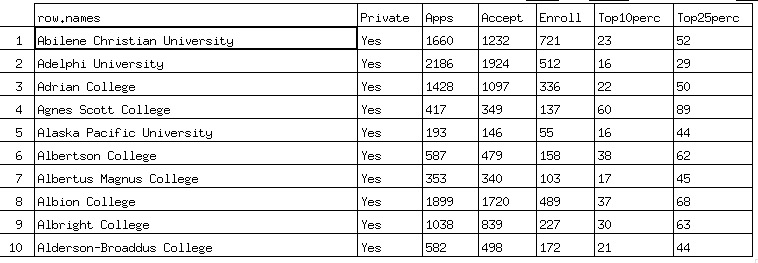 row.names Private Apps Accept Enroll Top10perc Top25perc
1 Abilene Christian University Yes 1660 1232 721 23 52
2 Adelphi University Yes 2186 1924 512 16 29
3 Adrian College Yes 1428 1097 336 22 50
4 Agnes Scott College Yes 417 349 137 60 89
5 Alaska Pacific University Yes 193 146 55 16 44
6 Albertson College Yes 587 479 158 38 62
7 Albertus Magnus College Yes 353 340 103 17 45
8 Albion College Yes 1899 1720 489 37 68
9 Albright College Yes 1038 839 227 30 63
10 Alderson-Broaddus College Yes 582 498 172 21 44